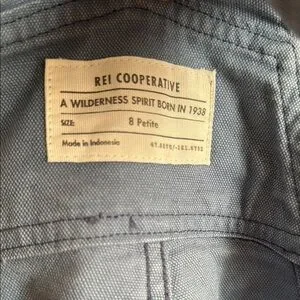 REI COOPERATIVE
A WILDERNESS SPIRIT BORN IN 1938
SIZE: 8 Petite
Made in Indonesia